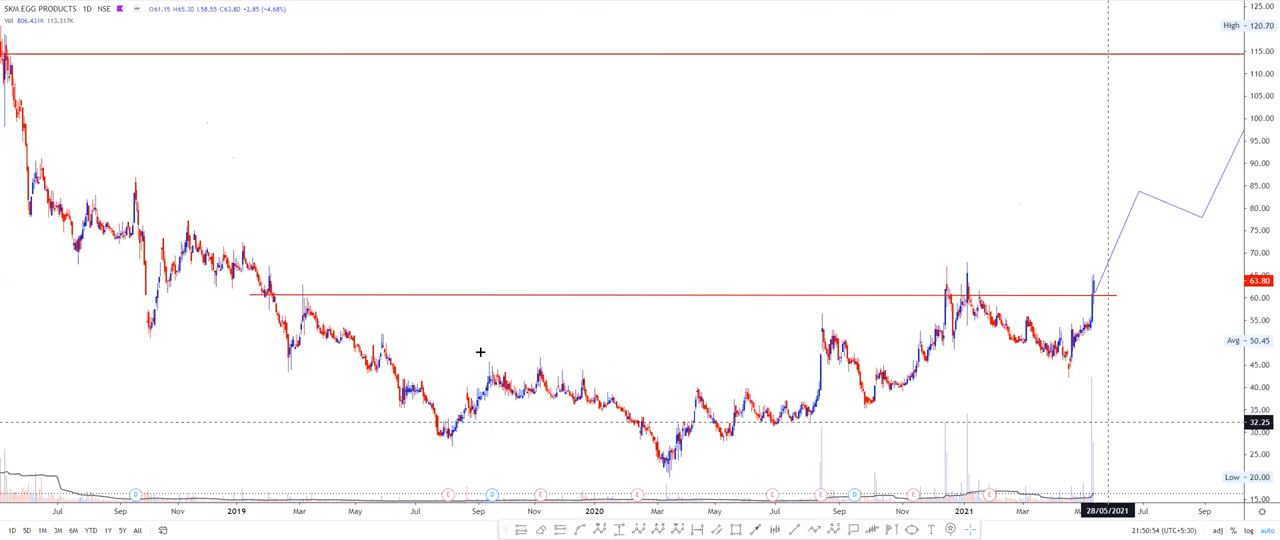 SKM EGG PRODUCTS · 1D · NSE O61.15 H65.30 L58.55 C63.80 +2.85 (+4.68%)
Vol 806.431K 113.317K
125.00
High 120.70
115.00
110.00
105.00
100.00
95.00
90.00
85.00
80.00
75.00
70.00
65.00
63.80
60.00
55.00
Avg 50.45
45.00
40.00
35.00
32.25
30.00
25.00
Low 20.00
15.00
D E D E E E E D E E
Jul Sep Nov 2019 Mar May Jul Sep Nov 2020 Mar May Jul Sep Nov 2021 Mar 28/05/2021 Jul Sep
1D 5D 1M 3M 6M YTD 1Y 5Y All 21:50:54 (UTC+5:30) adj % log auto